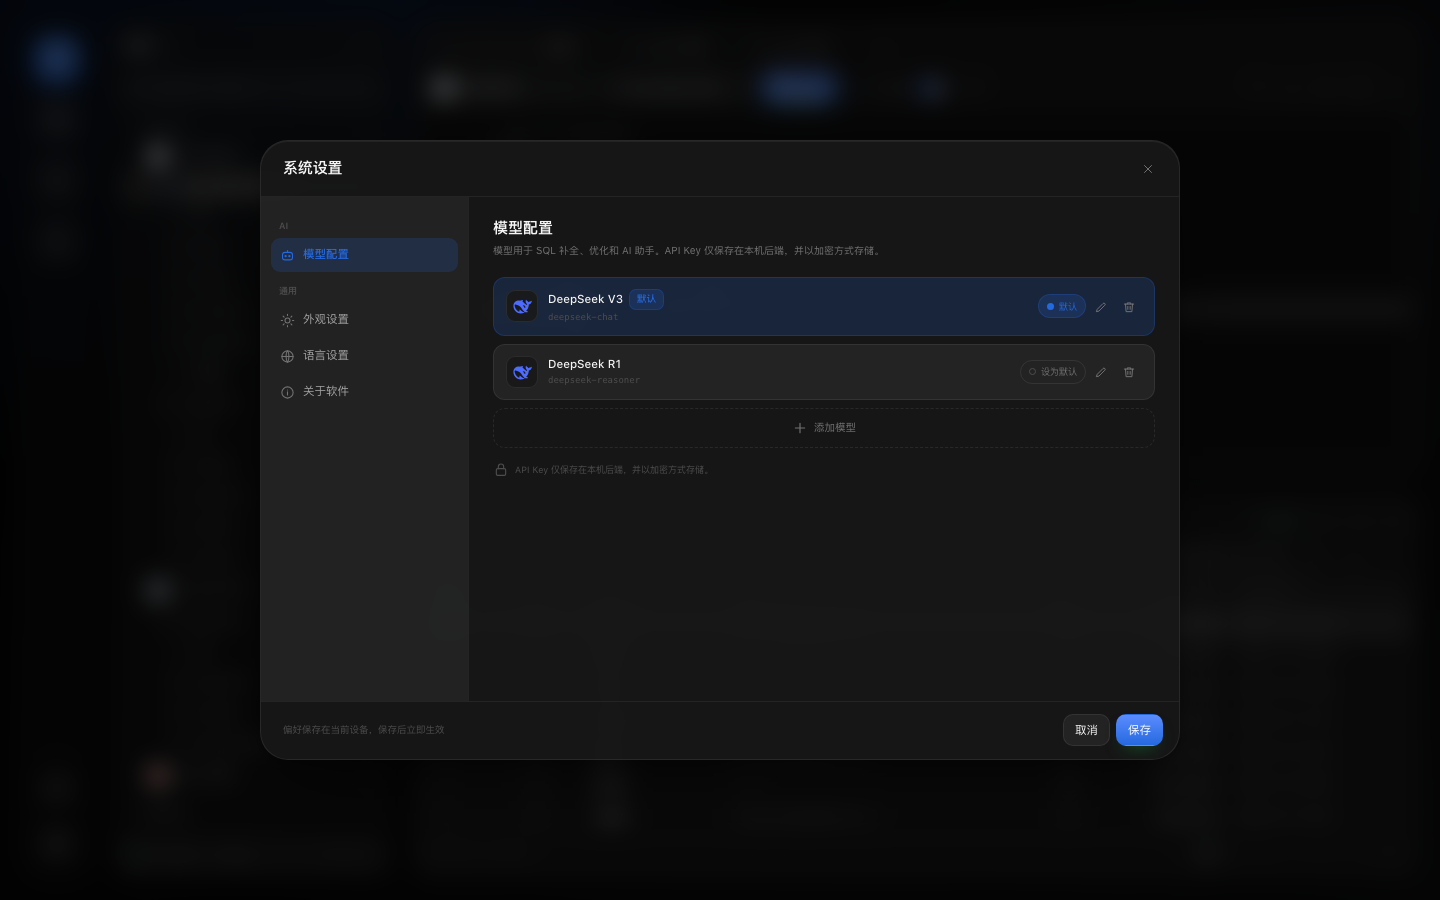 系统设置
AI
模型配置
通用
外观设置
语言设置
关于软件
模型配置
模型用于 SQL 补全、优化和 AI 助手。API Key 仅保存在本机后端，并以加密方式存储。
DeepSeek V3 默认
deepseek-chat
默认
DeepSeek R1
deepseek-reasoner
设为默认
添加模型
API Key 仅保存在本机后端，并以加密方式存储。
偏好保存在当前设备，保存后立即生效
取消
保存